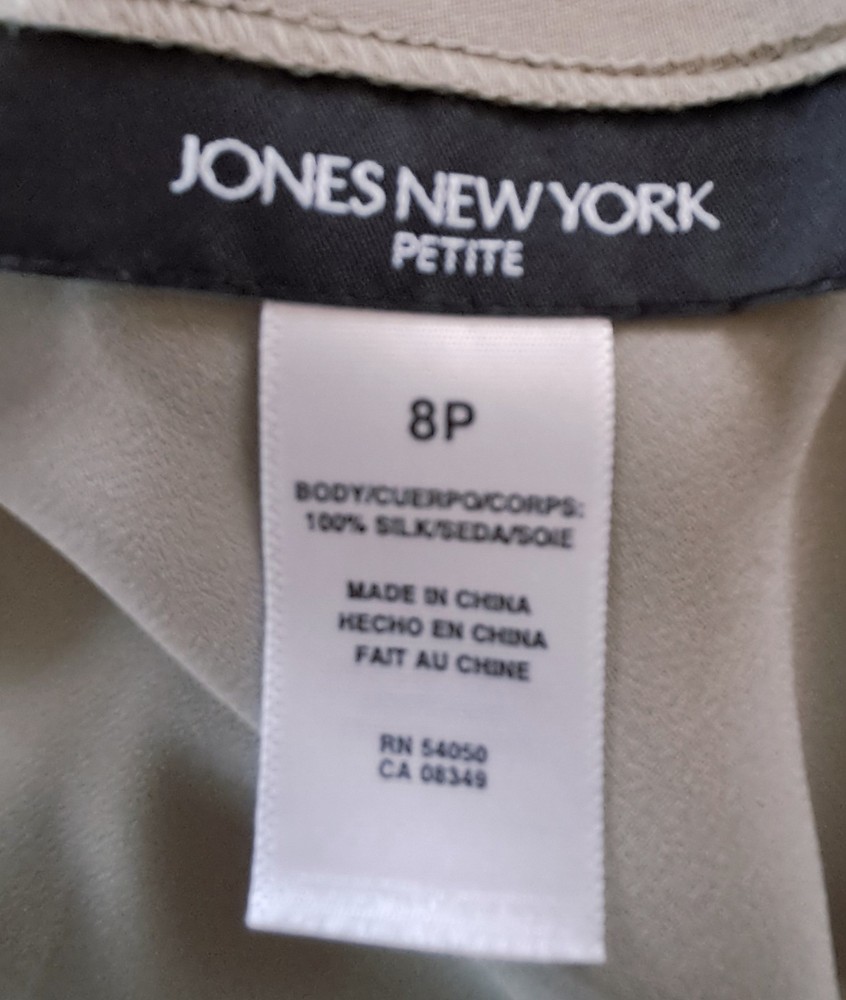 JONES NEW YORK
PETITE
8P
BODY/CUERPO/CORPS:
100% SILK/SEDA/SOIE
MADE IN CHINA
HECHO EN CHINA
FAIT AU CHINE
RN 54050
CA 08349